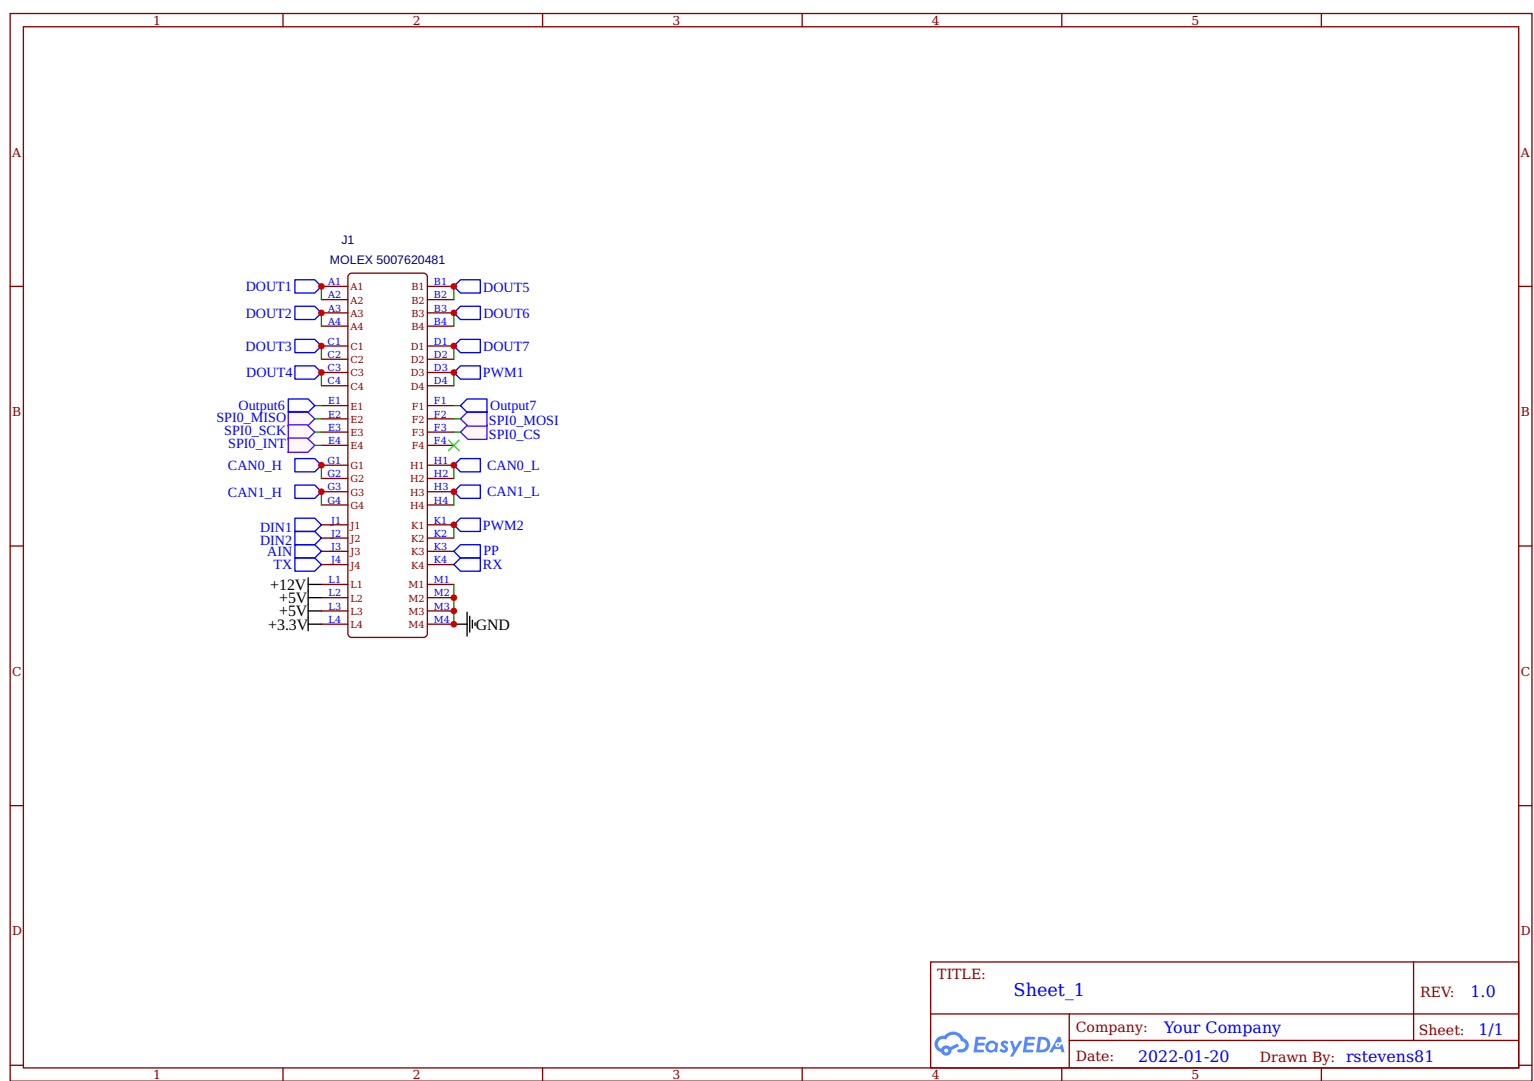 1 2 3 4 5
A A
J1
MOLEX 5007620481
DOUT1 A1 A1 B1 B1 DOUT5
A2 A2 B2 B2
DOUT2 A3 A3 B3 B3 DOUT6
A4 A4 B4 B4
DOUT3 C1 C1 D1 D1 DOUT7
C2 C2 D2 D2
DOUT4 C3 C3 D3 D3 PWM1
C4 C4 D4 D4
Output6 E1 E1 F1 F1 Output7
B B
SPI0_MISO E2 E2 F2 F2 SPI0_MOSI
SPI0_SCK E3 E3 F3 F3 SPI0_CS
SPI0_INT E4 E4 F4 F4
CAN0_H G1 G1 H1 H1 CAN0_L
G2 G2 H2 H2
CAN1_H G3 G3 H3 H3 CAN1_L
G4 G4 H4 H4
DIN1 J1 J1 K1 K1 PWM2
DIN2 J2 J2 K2 K2
AIN J3 J3 K3 K3 PP
TX J4 J4 K4 K4 RX
+12V L1 L1 M1 M1
+5V L2 L2 M2 M2
+5V L3 L3 M3 M3
+3.3V L4 L4 M4 M4 GND
C C
D D
TITLE:
Sheet_1
REV: 1.0
EasyEDA
Company: Your Company
Sheet: 1/1
Date: 2022-01-20 Drawn By: rstevens81
1 2 3 4 5